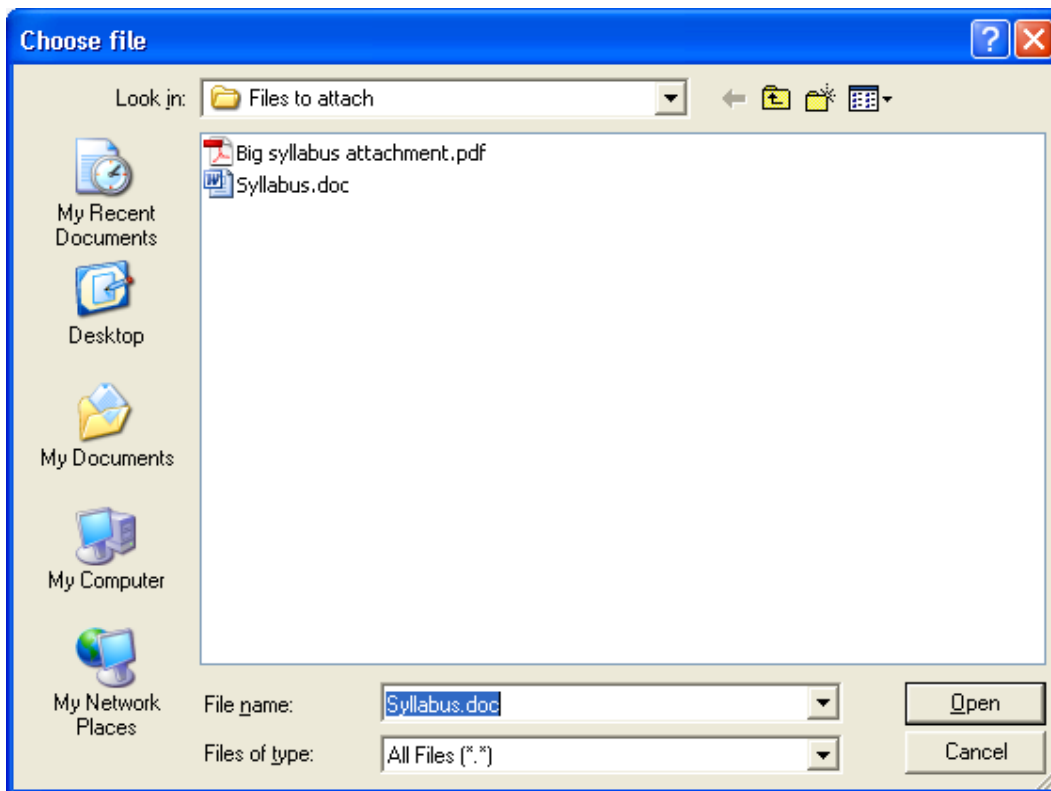 Choose file
Look in: Files to attach
Big syllabus attachment.pdf
Syllabus.doc
My Recent
Documents
Desktop
My Documents
My Computer
My Network
Places
File name: Syllabus.doc Open
Files of type: All Files (*.*) Cancel